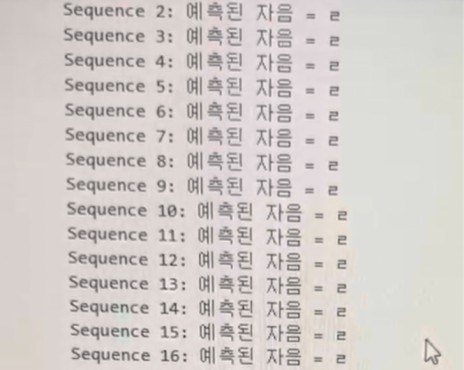 Sequence 2: 예측된 자음 = ㄹ
Sequence 3: 예측된 자음 = ㄹ
Sequence 4: 예측된 자음 = ㄹ
Sequence 5: 예측된 자음 = ㄹ
Sequence 6: 예측된 자음 = ㄹ
Sequence 7: 예측된 자음 = ㄹ
Sequence 8: 예측된 자음 = ㄹ
Sequence 9: 예측된 자음 = ㄹ
Sequence 10: 예측된 자음 = ㄹ
Sequence 11: 예측된 자음 = ㄹ
Sequence 12: 예측된 자음 = ㄹ
Sequence 13: 예측된 자음 = ㄹ
Sequence 14: 예측된 자음 = ㄹ
Sequence 15: 예측된 자음 = ㄹ
Sequence 16: 예측된 자음 = ㄹ